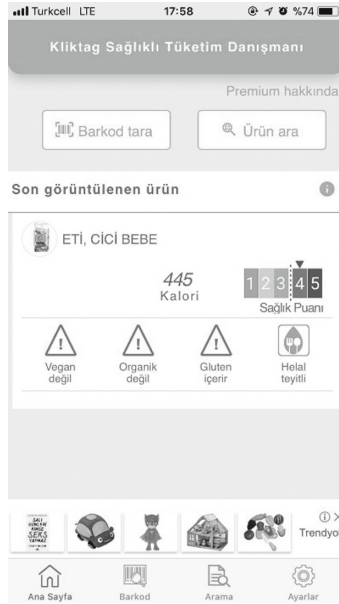 Turkcell LTE 17:58 %74
Kliktag Sağlıklı Tüketim Danışmanı
Premium hakkında
Barkod tara
Ürün ara
Son görüntülenen ürün
ETİ, CİCİ BEBE
445
Kalori
1 2 3 4 5
Sağlık Puanı
Vegan
değil
Organik
değil
Gluten
içerir
Helal
teyitli
SEKS
Trendyo
Ana Sayfa
Barkod
Arama
Ayarlar